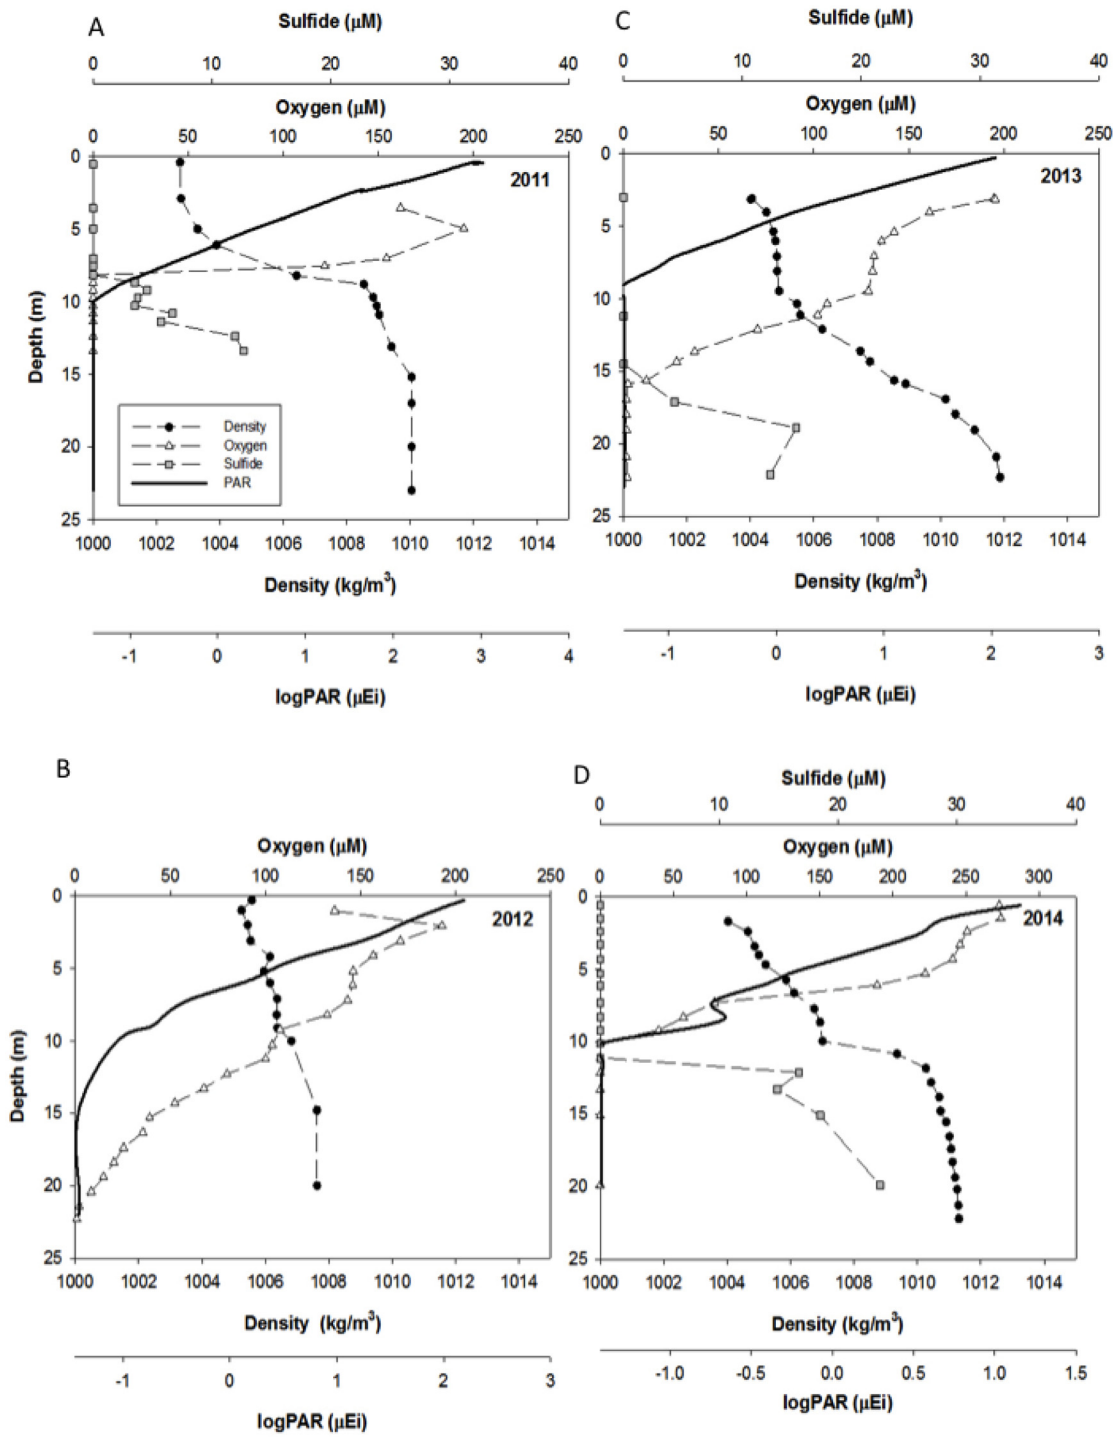 A
Sulfide (μM)
0 10 20 30 40
Oxygen (μM)
0 50 100 150 200 250
2011
0
5
10
15
20
25
Depth (m)
Density
Oxygen
Sulfide
PAR
1000 1002 1004 1006 1008 1010 1012 1014
Density (kg/m³)
-1 0 1 2 3 4
logPAR (μEi)
C
Sulfide (μM)
0 10 20 30 40
Oxygen (μM)
0 50 100 150 200 250
2013
0
5
10
15
20
25
1000 1002 1004 1006 1008 1010 1012 1014
Density (kg/m³)
-1 0 1 2 3
logPAR (μEi)
B
Oxygen (μM)
0 50 100 150 200 250
2012
0
5
10
15
20
25
Depth (m)
1000 1002 1004 1006 1008 1010 1012 1014
Density (kg/m³)
-1 0 1 2 3
logPAR (μEi)
D
Sulfide (μM)
0 10 20 30 40
Oxygen (μM)
0 50 100 150 200 250 300
2014
0
5
10
15
20
25
1000 1002 1004 1006 1008 1010 1012 1014
Density (kg/m³)
-1.0 -0.5 0.0 0.5 1.0 1.5
logPAR (μEi)